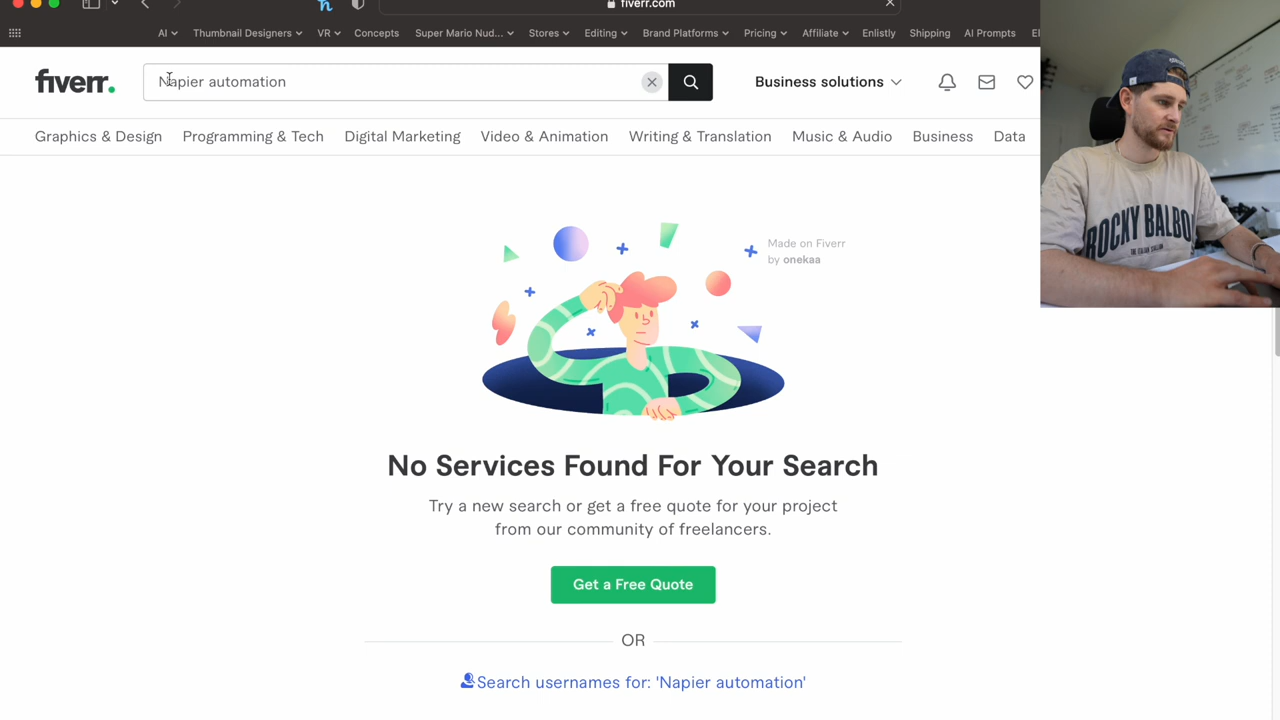 fiverr.com
AI
Thumbnail Designers
VR
Concepts
Super Mario Nud...
Stores
Editing
Brand Platforms
Pricing
Affiliate
Enlistly
Shipping
AI Prompts
fiverr.
Napier automation
Business solutions
Graphics & Design
Programming & Tech
Digital Marketing
Video & Animation
Writing & Translation
Music & Audio
Business
Data
ROCKY BALBO
Made on Fiverr
by onekaa
No Services Found For Your Search
Try a new search or get a free quote for your project
from our community of freelancers.
Get a Free Quote
OR
Search usernames for: 'Napier automation'